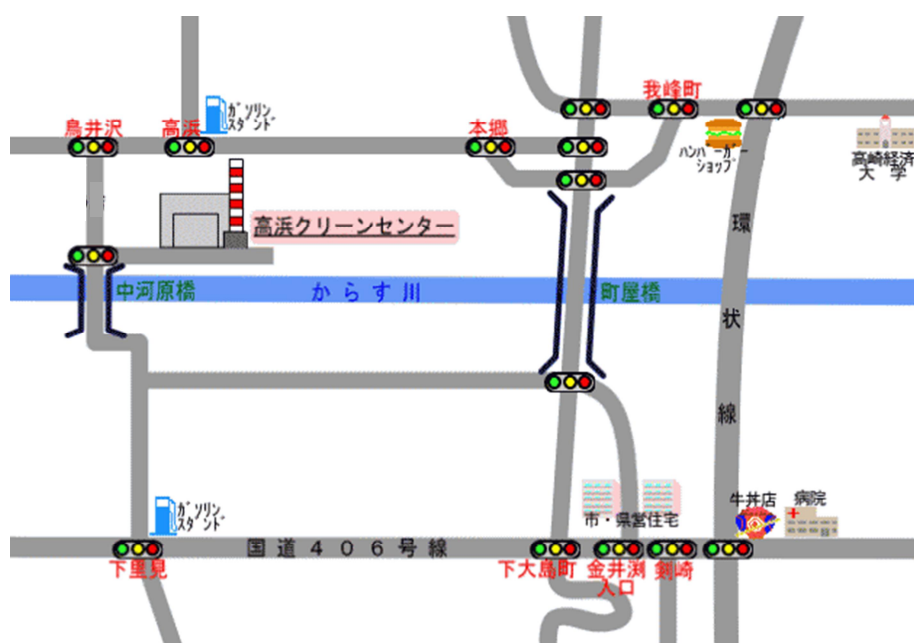 我峰町
ガソリン
スタンド
鳥井沢
高浜
本郷
ハンバーガー
ショップ
高崎経済
大学
高浜クリーンセンター
環状線
中河原橋
からす川
町屋橋
ガソリン
スタンド
牛丼店
病院
市・県営住宅
国道406号線
下里見
下大島町
金井渕
入口
剣崎